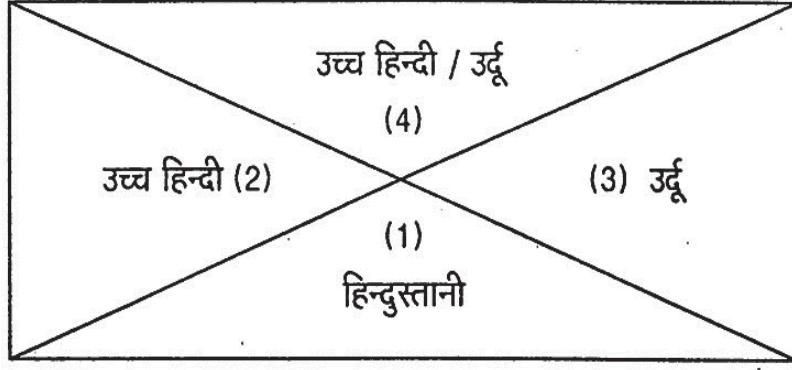 उच्च हिन्दी / उर्दू
(4)
उच्च हिन्दी (2)
(3) उर्दू
(1)
हिन्दुस्तानी